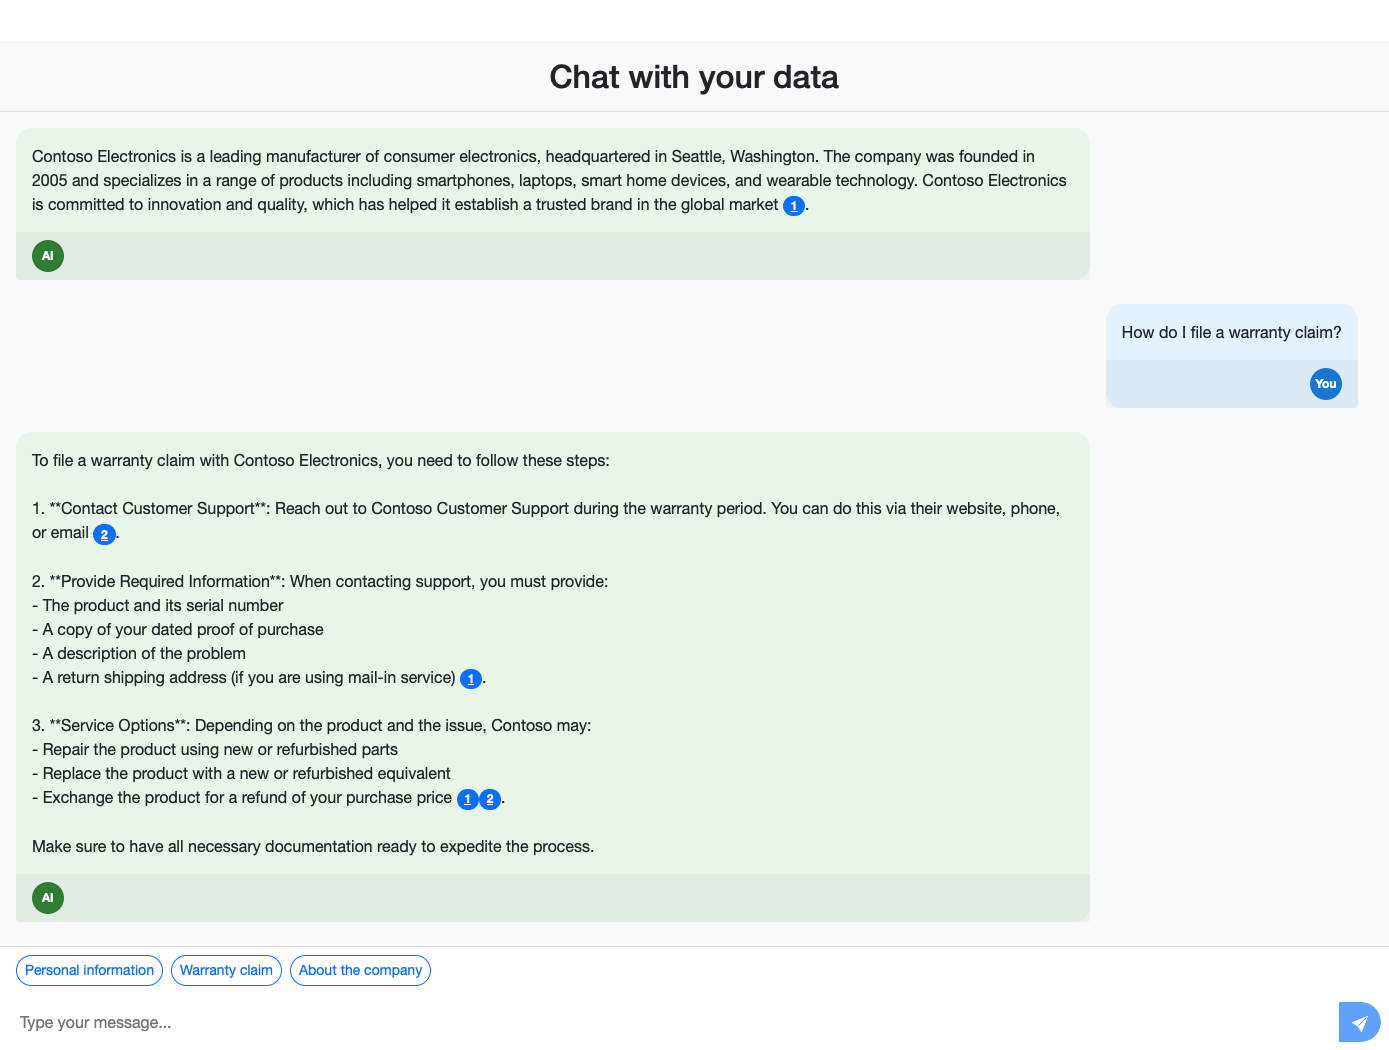 Chat with your data
Contoso Electronics is a leading manufacturer of consumer electronics, headquartered in Seattle, Washington. The company was founded in
2005 and specializes in a range of products including smartphones, laptops, smart home devices, and wearable technology. Contoso Electronics
is committed to innovation and quality, which has helped it establish a trusted brand in the global market 1.
AI
How do I file a warranty claim?
You
To file a warranty claim with Contoso Electronics, you need to follow these steps:
1. **Contact Customer Support**: Reach out to Contoso Customer Support during the warranty period. You can do this via their website, phone,
or email 2.
2. **Provide Required Information**: When contacting support, you must provide:
- The product and its serial number
- A copy of your dated proof of purchase
- A description of the problem
- A return shipping address (if you are using mail-in service) 1.
3. **Service Options**: Depending on the product and the issue, Contoso may:
- Repair the product using new or refurbished parts
- Replace the product with a new or refurbished equivalent
- Exchange the product for a refund of your purchase price 1 2.
Make sure to have all necessary documentation ready to expedite the process.
AI
Personal information Warranty claim About the company
Type your message...